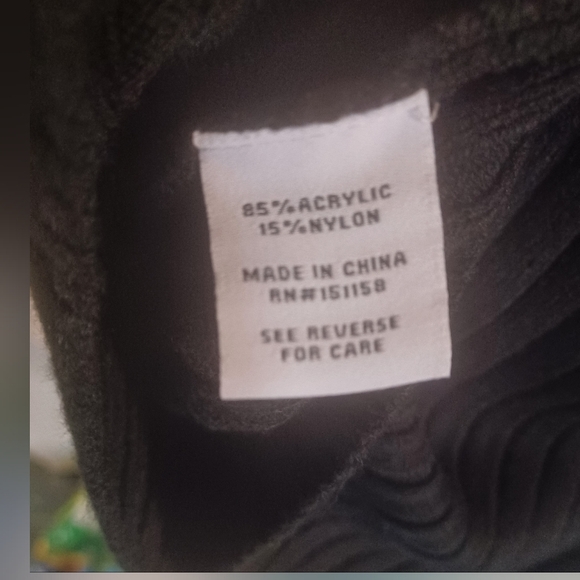 85%ACRYLIC
15%NYLON
MADE IN CHINA
RN#151158
SEE REVERSE
FOR CARE